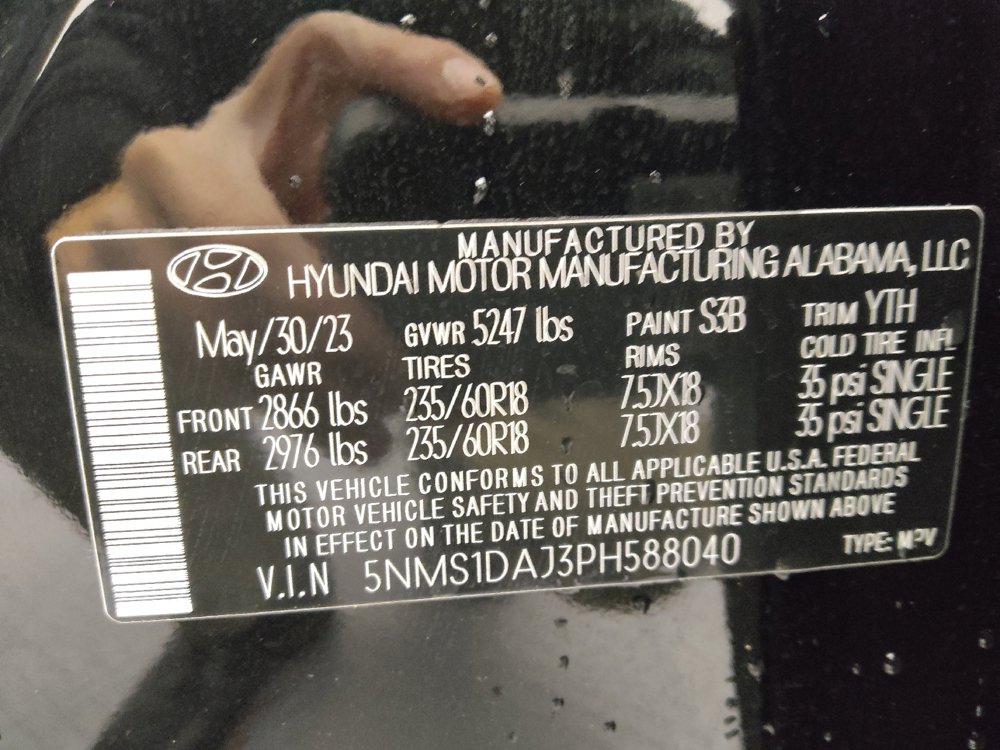 MANUFACTURED BY
HYUNDAI MOTOR MANUFACTURING ALABAMA, LLC
May/30/23 GVWR 5247 lbs PAINT S3B TRIM YTH
GAWR TIRES RIMS COLD TIRE INFL
FRONT 2866 lbs 235/60R18 7.5JX18 35 psi SINGLE
REAR 2976 lbs 235/60R18 7.5JX18 35 psi SINGLE
THIS VEHICLE CONFORMS TO ALL APPLICABLE U.S.A. FEDERAL
MOTOR VEHICLE SAFETY AND THEFT PREVENTION STANDARDS
IN EFFECT ON THE DATE OF MANUFACTURE SHOWN ABOVE
V.I.N 5NMS1DAJ3PH588040 TYPE: MPV